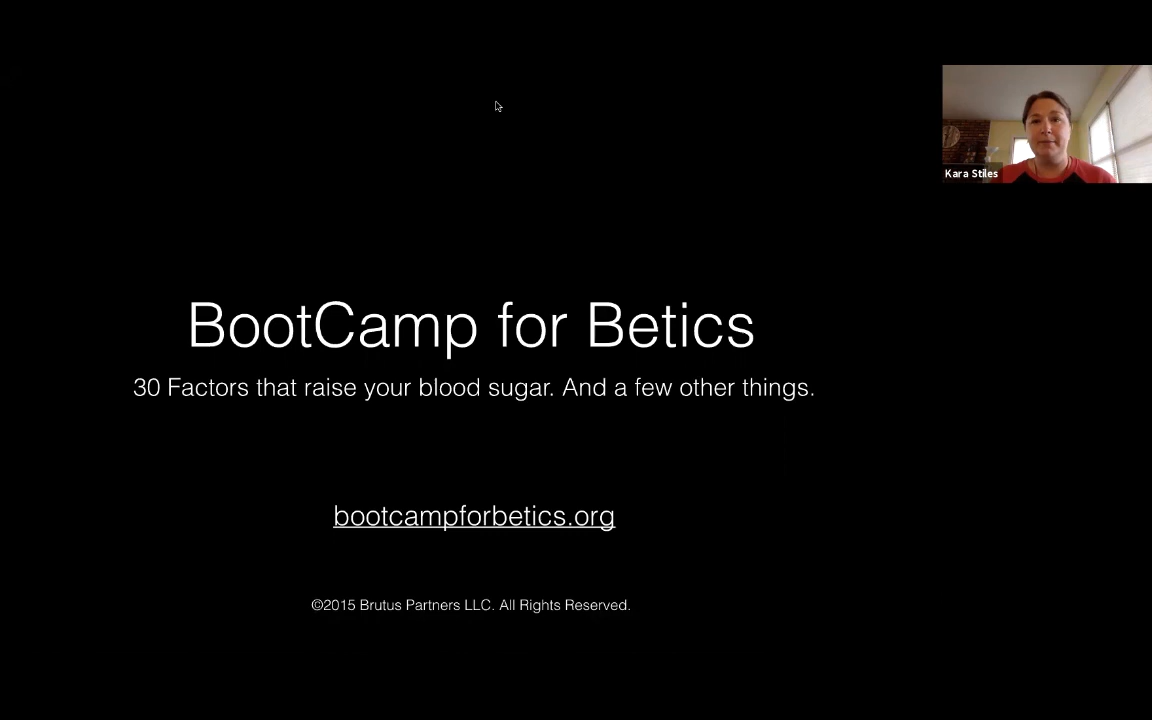 Kara Stiles
BootCamp for Betics
30 Factors that raise your blood sugar. And a few other things.
bootcampforbetics.org
©2015 Brutus Partners LLC. All Rights Reserved.